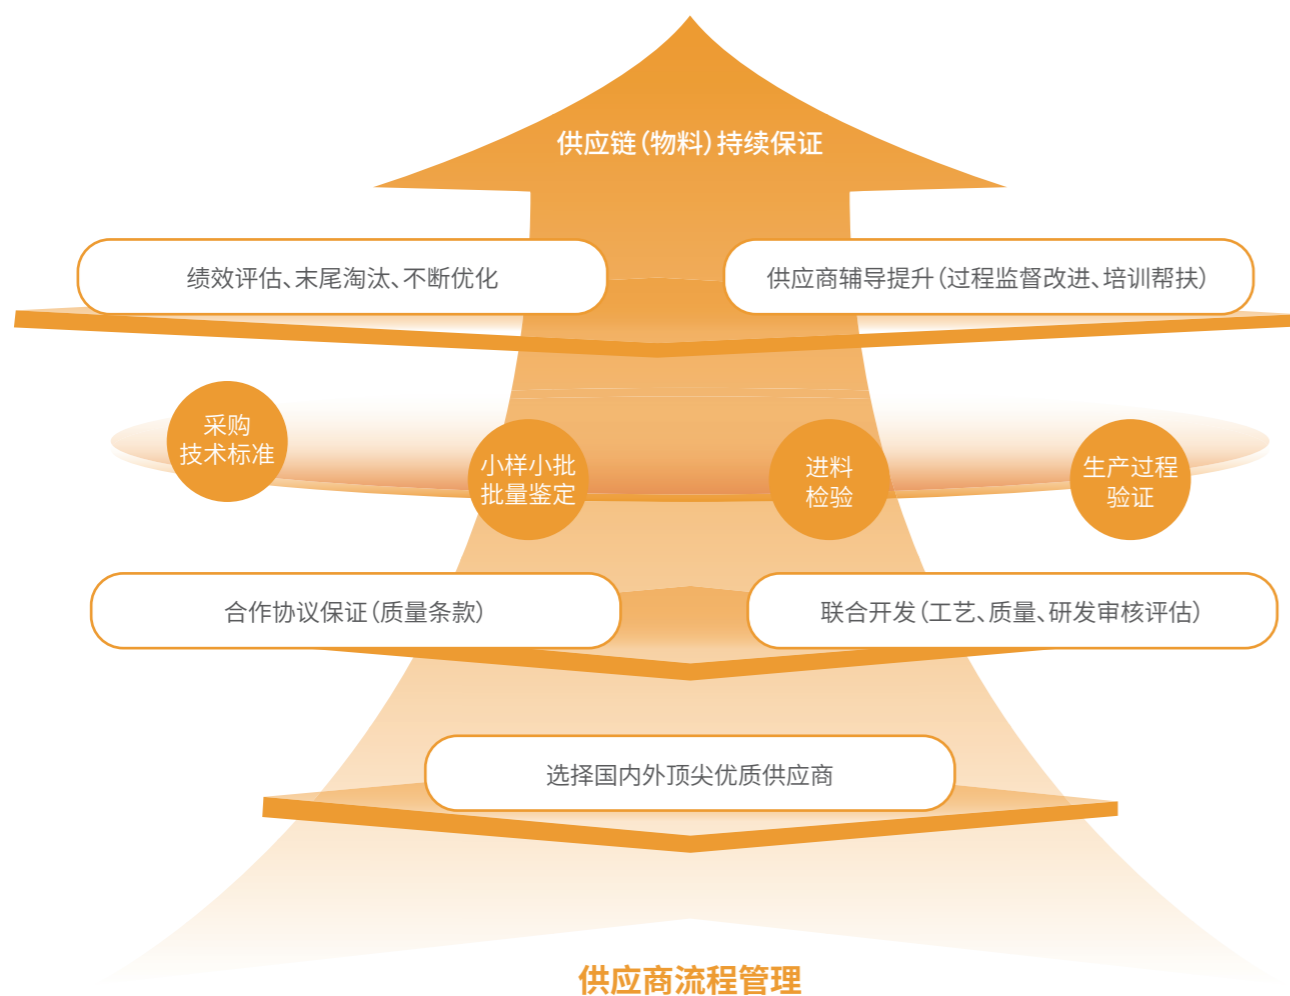 供应链(物料)持续保证
绩效评估、末尾淘汰、不断优化
供应商辅导提升(过程监督改进、培训帮扶)
采购
技术标准
小样小批
批量鉴定
进料
检验
生产过程
验证
合作协议保证(质量条款)
联合开发(工艺、质量、研发审核评估)
选择国内外顶尖优质供应商
供应商流程管理